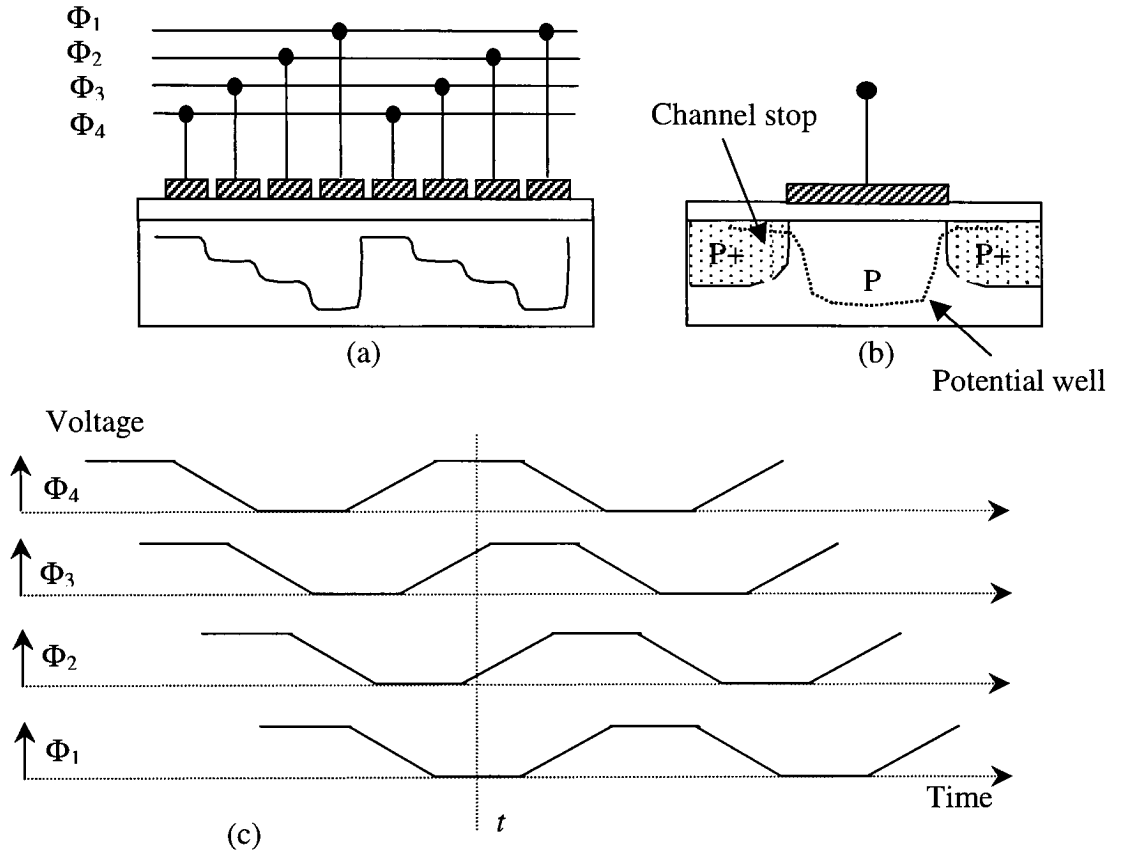 Φ1
Φ2
Φ3
Φ4
(a)
Channel stop
P+
P
P+
(b)
Potential well
Voltage
Φ4
Φ3
Φ2
Φ1
Time
t
(c)